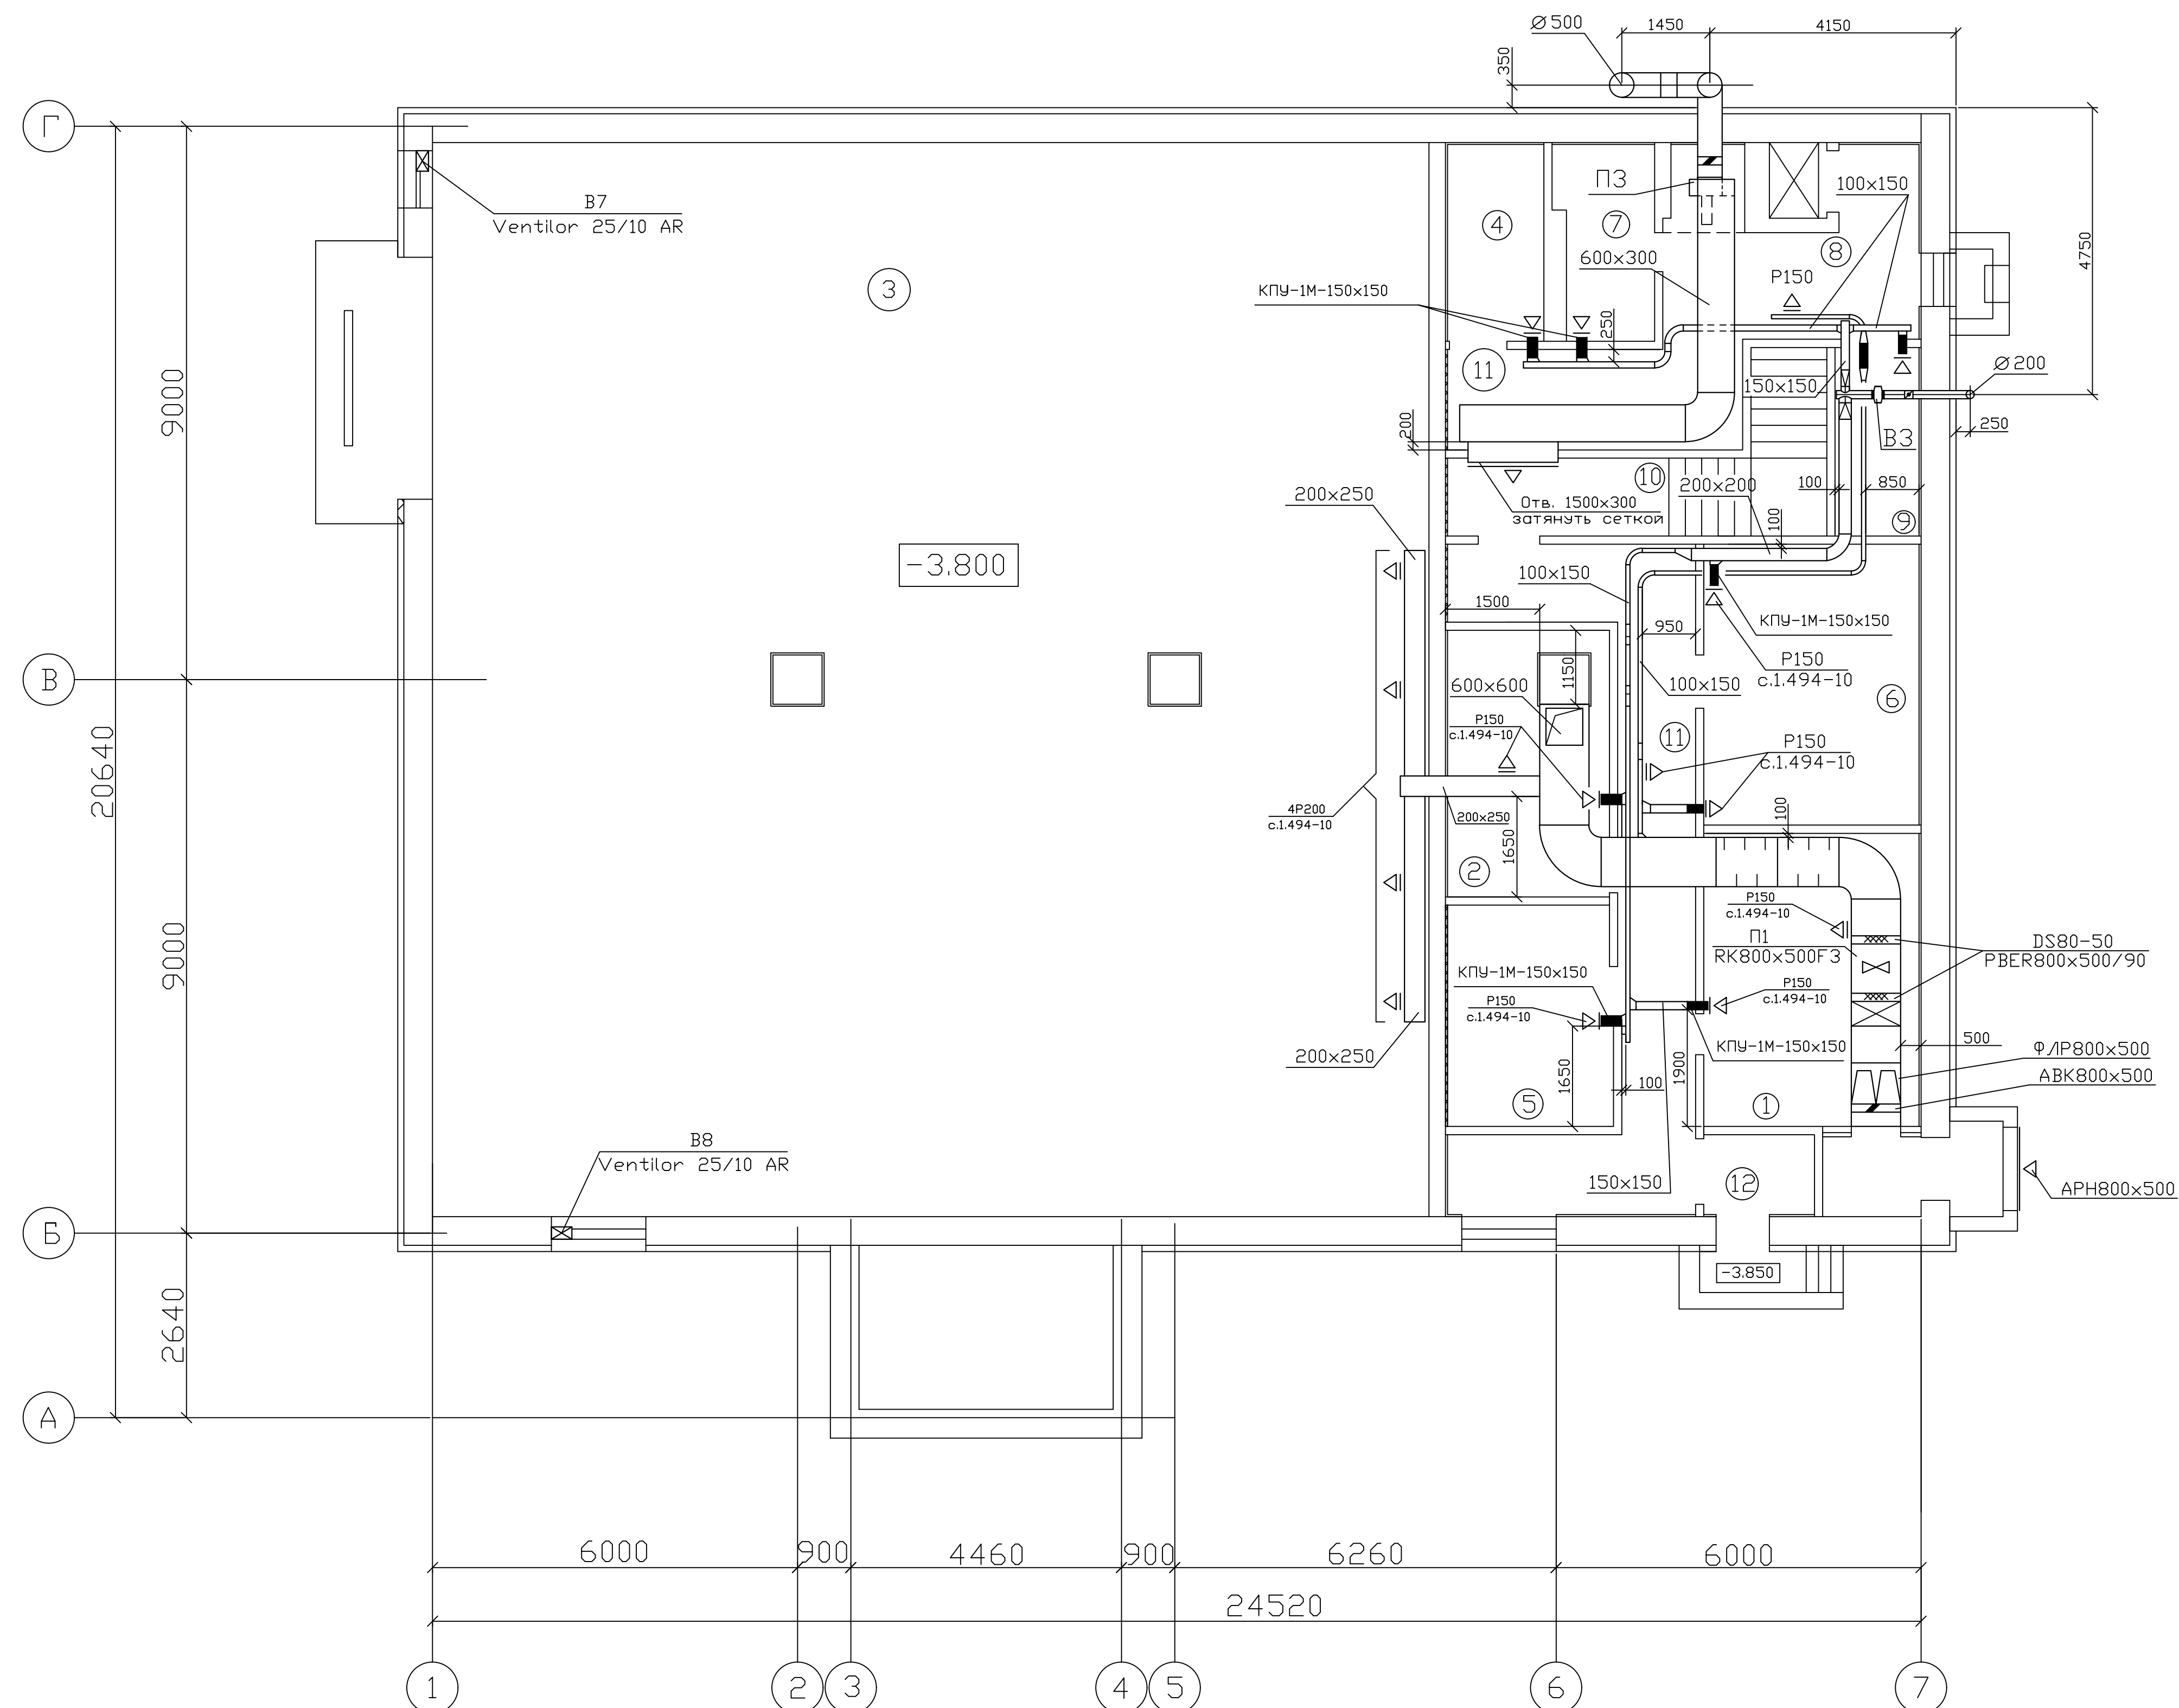 Ø500
1450
4150
350
Г
П3
100x150
В7
Ventilor 25/10 AR
4
7
8
600x300
4750
3
КПУ-1М-150x150
Р150
250
11
150x150
Ø200
9000
200
В3
250
10
200x250
200x200
100
850
Отв. 1500x300
затянуть сеткой
9
100
-3.800
100x150
1500
950
КПУ-1М-150x150
Р150
с.1.494-10
В
600x600
1150
100x150
6
Р150
с.1.494-10
11
Р150
с.1.494-10
20640
4Р200
с.1.494-10
200x250
100
1650
2
Р150
с.1.494-10
П1
RK800x500F3
DS80-50
PBER800x500/90
9000
КПУ-1М-150x150
Р150
с.1.494-10
Р150
с.1.494-10
200x250
КПУ-1М-150x150
500
ФЛР800x500
АВК800x500
1650
100
1900
5
1
В8
Ventilor 25/10 AR
150x150
12
АРН800x500
Б
-3.850
2640
А
6000
900
4460
900
6260
6000
24520
1
2
3
4
5
6
7